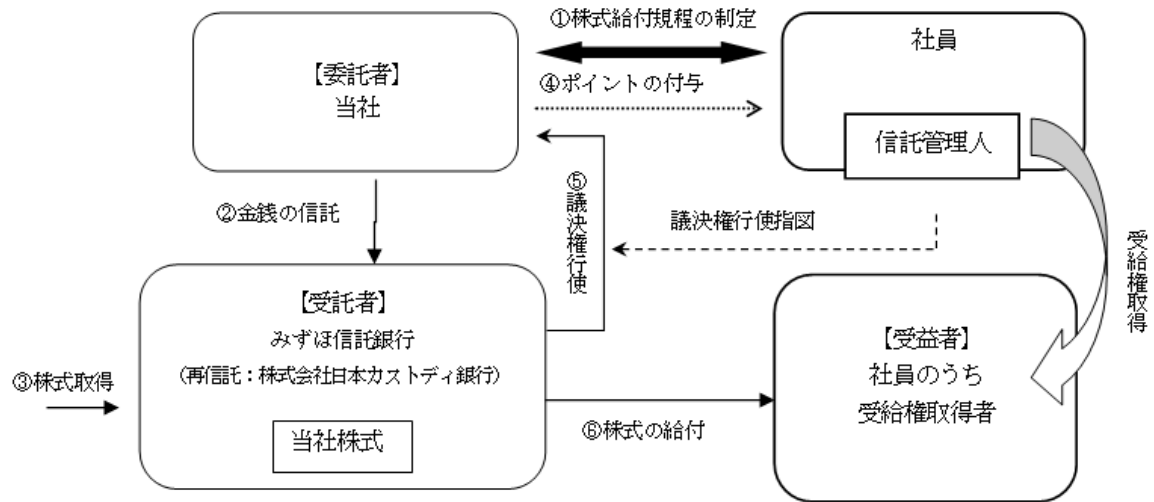 ①株式給付規程の制定
【委託者】
当社
④ポイントの付与
社員
信託管理人
②金銭の信託
⑤議決権行使
議決権行使指図
受給権取得
【受託者】
みずほ信託銀行
（再信託：株式会社日本カストディ銀行）
③株式取得
当社株式
⑥株式の給付
【受益者】
社員のうち
受給権取得者